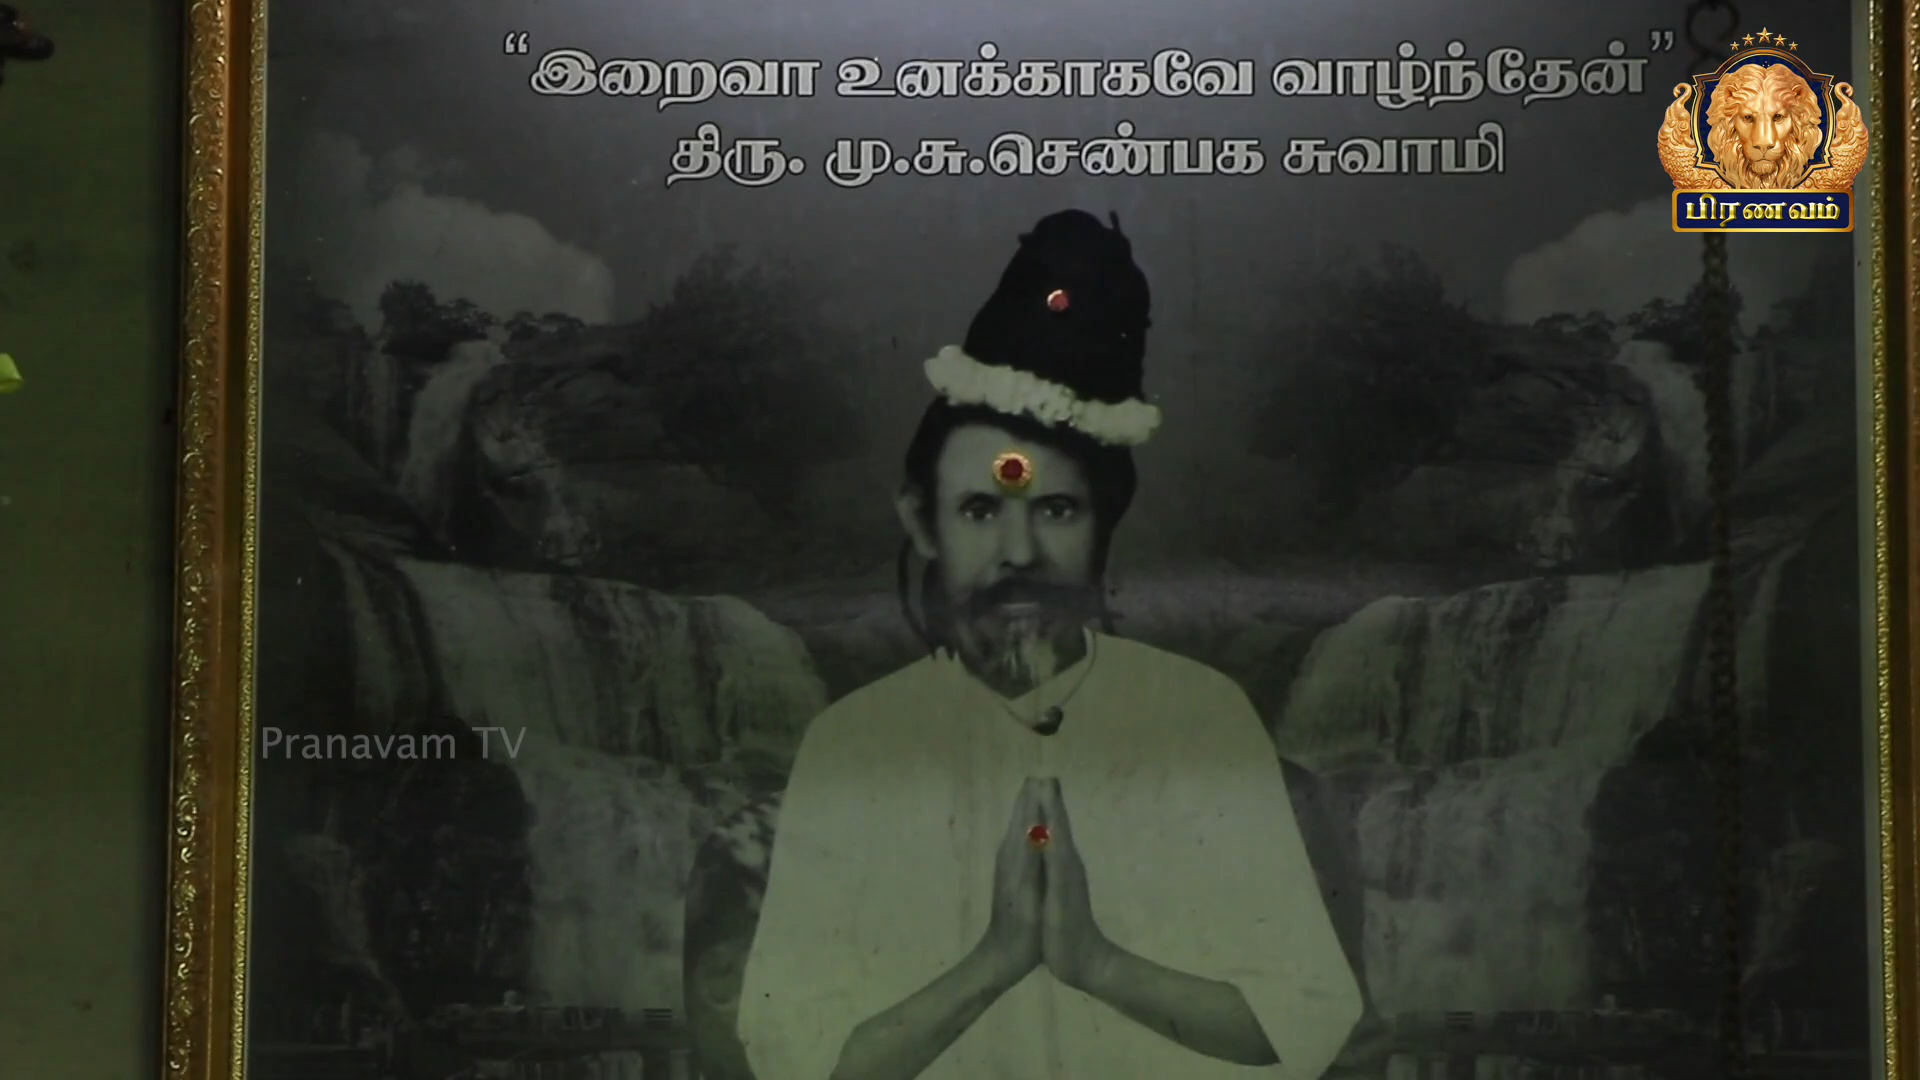 “இறைவா உனக்காகவே வாழ்ந்தேன்”
திரு. மு.சு.செண்பக சுவாமி
பிரணவம்
Pranavam TV